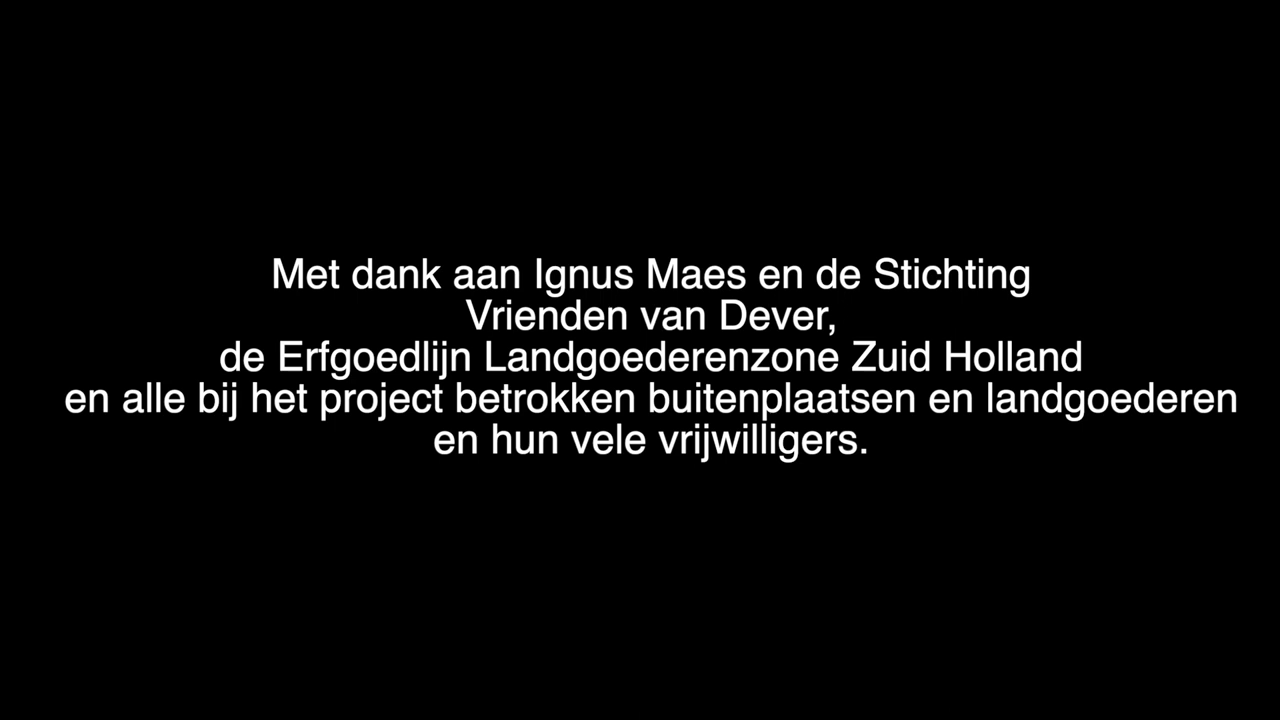 Met dank aan Ignus Maes en de Stichting
Vrienden van Dever,
de Erfgoedlijn Landgoederenzone Zuid Holland
en alle bij het project betrokken buitenplaatsen en landgoederen
en hun vele vrijwilligers.